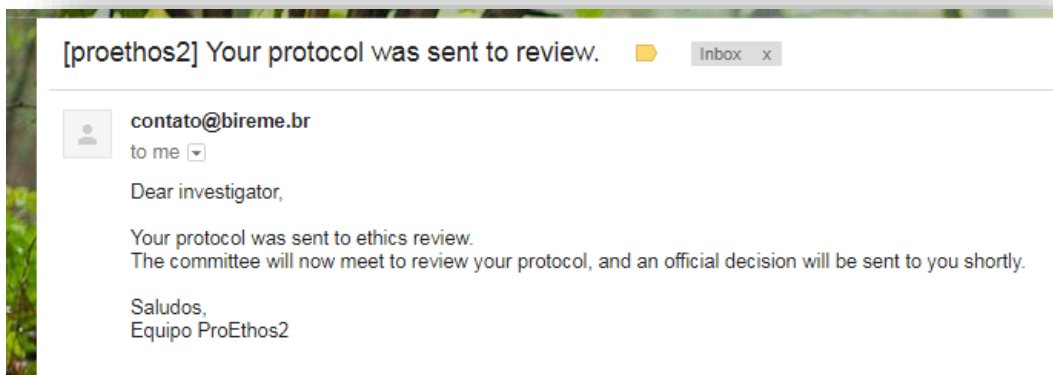 [proethos2] Your protocol was sent to review.
Inbox x
contato@bireme.br
to me
Dear investigator,
Your protocol was sent to ethics review.
The committee will now meet to review your protocol, and an official decision will be sent to you shortly.
Saludos,
Equipo ProEthos2